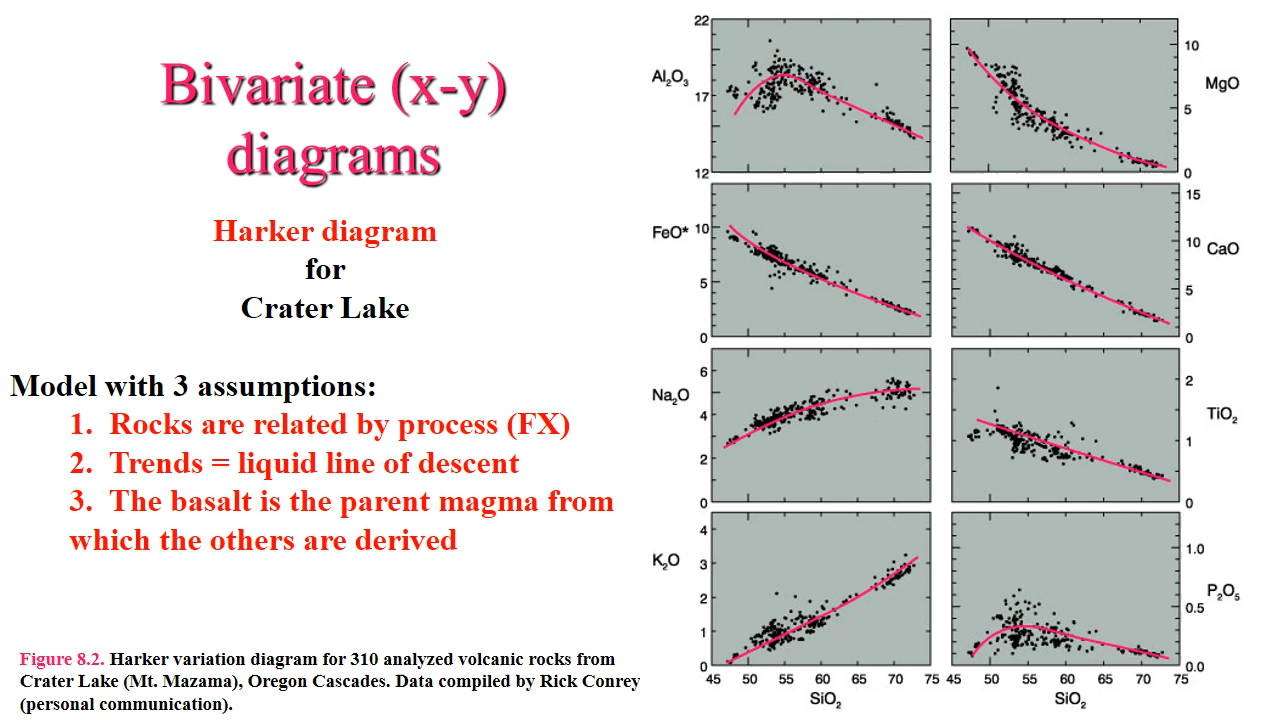 Bivariate (x-y)
diagrams
Harker diagram
for
Crater Lake
Model with 3 assumptions:
1. Rocks are related by process (FX)
2. Trends = liquid line of descent
3. The basalt is the parent magma from
which the others are derived
Figure 8.2. Harker variation diagram for 310 analyzed volcanic rocks from
Crater Lake (Mt. Mazama), Oregon Cascades. Data compiled by Rick Conrey
(personal communication).
22
Al₂O₃
17
12
10
MgO
5
0
FeO*
10
5
0
15
10
CaO
5
0
6
Na₂O
4
2
0
2
TiO₂
1
0
4
K₂O
3
2
1
0
1.0
P₂O₅
0.5
0.0
45 50 55 60 65 70 75
SiO₂
45 50 55 60 65 70 75
SiO₂